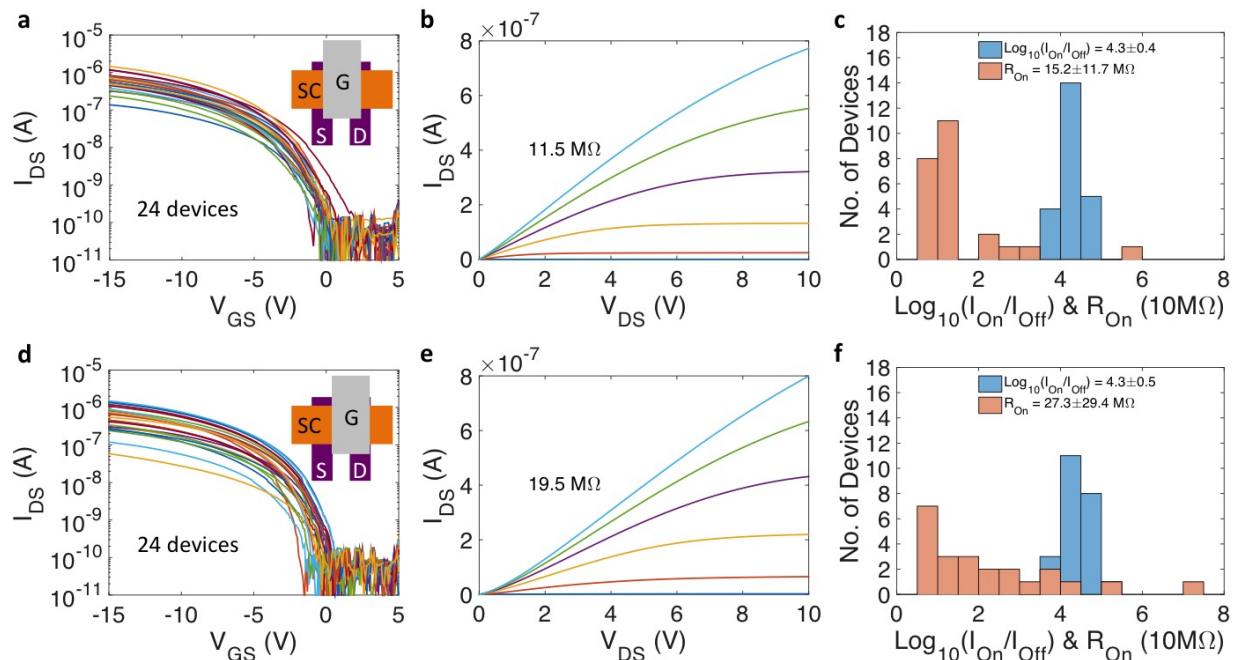 a
10^-5
10^-6
10^-7
10^-8
10^-9
10^-10
10^-11
I_DS (A)
SC
G
S
D
24 devices
-15
-10
-5
0
5
V_GS (V)
b
×10^-7
8
6
4
2
0
I_DS (A)
11.5 MΩ
0
2
4
6
8
10
V_DS (V)
c
18
16
14
12
10
8
6
4
2
0
No. of Devices
Log_10(I_On/I_Off) = 4.3±0.4
R_On = 15.2±11.7 MΩ
0
2
4
6
8
Log_10(I_On/I_Off) & R_On (10MΩ)
d
10^-5
10^-6
10^-7
10^-8
10^-9
10^-10
10^-11
I_DS (A)
SC
G
S
D
24 devices
-15
-10
-5
0
5
V_GS (V)
e
×10^-7
8
6
4
2
0
I_DS (A)
19.5 MΩ
0
2
4
6
8
10
V_DS (V)
f
18
16
14
12
10
8
6
4
2
0
No. of Devices
Log_10(I_On/I_Off) = 4.3±0.5
R_On = 27.3±29.4 MΩ
0
2
4
6
8
Log_10(I_On/I_Off) & R_On (10MΩ)